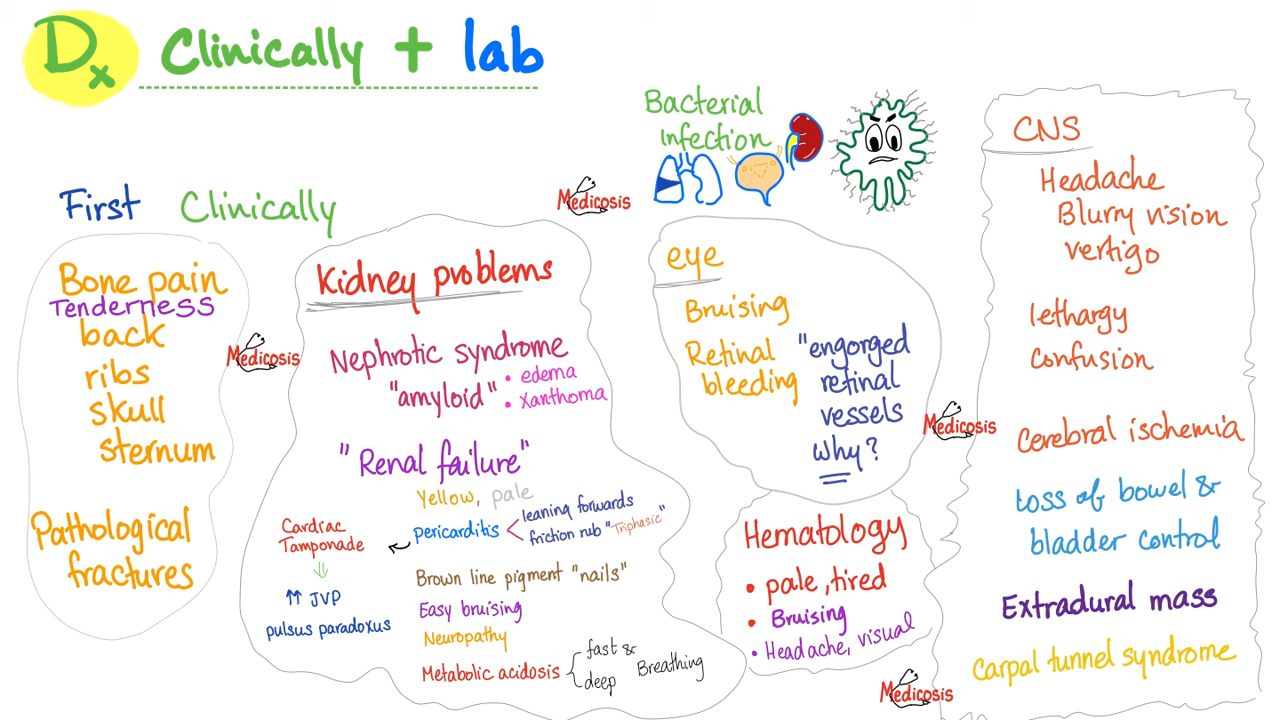 Dx Clinically + lab
First Clinically
Bone pain
Tenderness
back
ribs
skull
sternum
Pathological
fractures
Medicosis
Medicosis
Kidney problems
Nephrotic syndrome
"amyloid"
• edema
• xanthoma
"Renal failure"
Yellow, pale
Pericarditis
leaning forwards
friction rub "Triphasic"
Cardiac
Tamponade
⇓
↑↑ JVP
pulsus paradoxus
Brown line pigment "nails"
Easy bruising
Neuropathy
Metabolic acidosis
fast &
deep
Breathing
Bacterial
infection
eye
Bruising
Retinal
bleeding
"engorged
retinal
vessels
Why?
Medicosis
Hematology
• pale, tired
• Bruising
• Headache, visual
Medicosis
CNS
Headache
Blurry vision
vertigo
lethargy
confusion
Cerebral ischemia
Loss of bowel &
bladder control
Extradural mass
Carpal tunnel syndrome